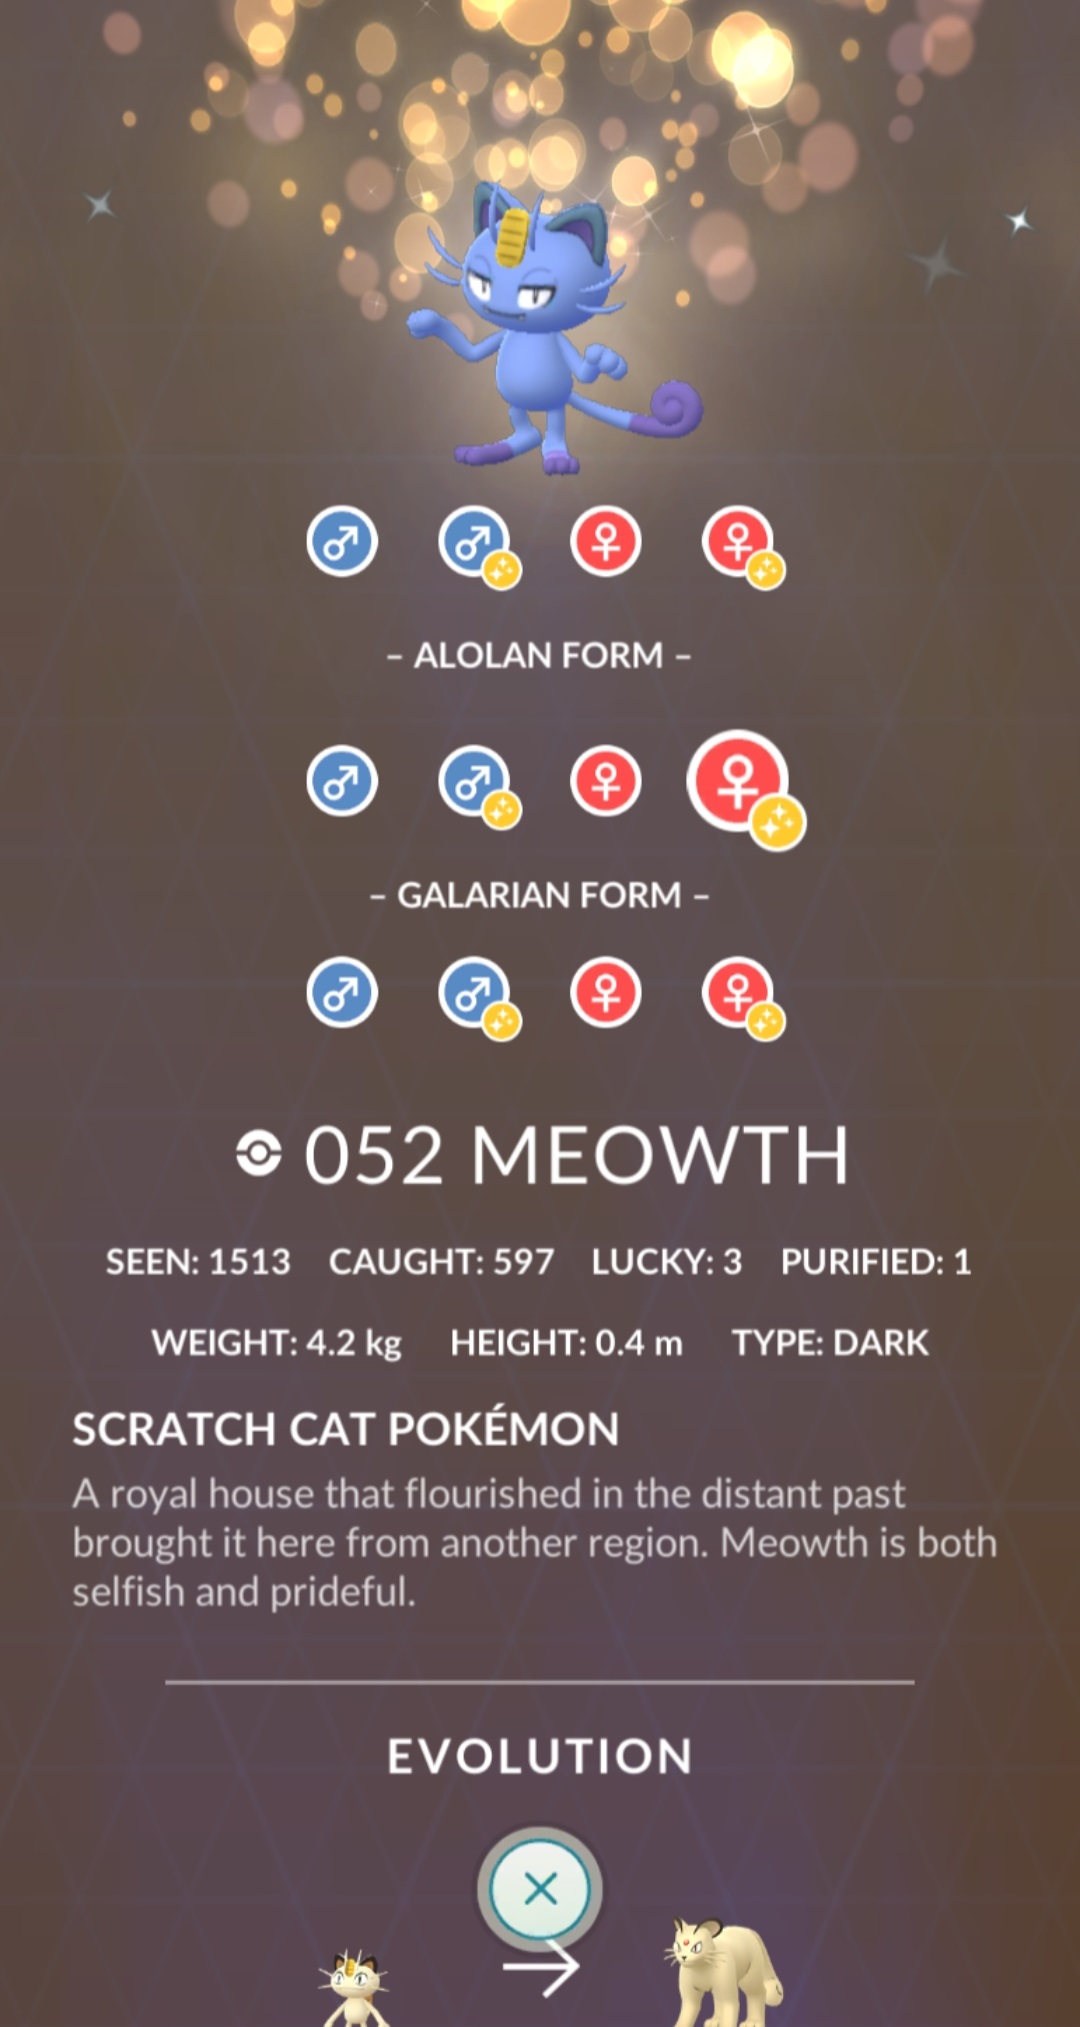 – ALOLAN FORM –
– GALARIAN FORM –
052 MEOWTH
SEEN: 1513 CAUGHT: 597 LUCKY: 3 PURIFIED: 1
WEIGHT: 4.2 kg HEIGHT: 0.4 m TYPE: DARK
SCRATCH CAT POKÉMON
A royal house that flourished in the distant past
brought it here from another region. Meowth is both
selfish and prideful.
EVOLUTION